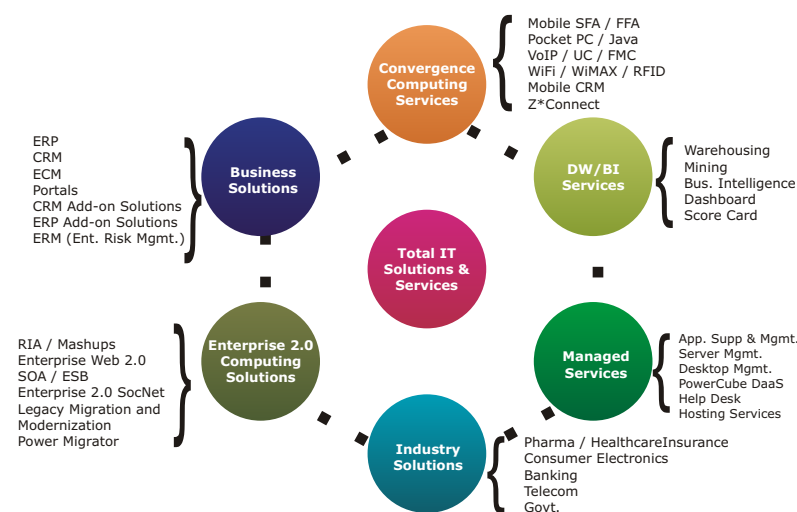 Convergence
Computing
Services
Mobile SFA / FFA
Pocket PC / Java
VoIP / UC / FMC
WiFi / WiMAX / RFID
Mobile CRM
Z*Connect
ERP
CRM
ECM
Portals
CRM Add-on Solutions
ERP Add-on Solutions
ERM (Ent. Risk Mgmt.)
Business
Solutions
DW/BI
Services
Warehousing
Mining
Bus. Intelligence
Dashboard
Score Card
Total IT
Solutions &
Services
RIA / Mashups
Enterprise Web 2.0
SOA / ESB
Enterprise 2.0 SocNet
Legacy Migration and
Modernization
Power Migrator
Enterprise 2.0
Computing
Solutions
Managed
Services
App. Supp & Mgmt.
Server Mgmt.
Desktop Mgmt.
PowerCube DaaS
Help Desk
Hosting Services
Industry
Solutions
Pharma / HealthcareInsurance
Consumer Electronics
Banking
Telecom
Govt.